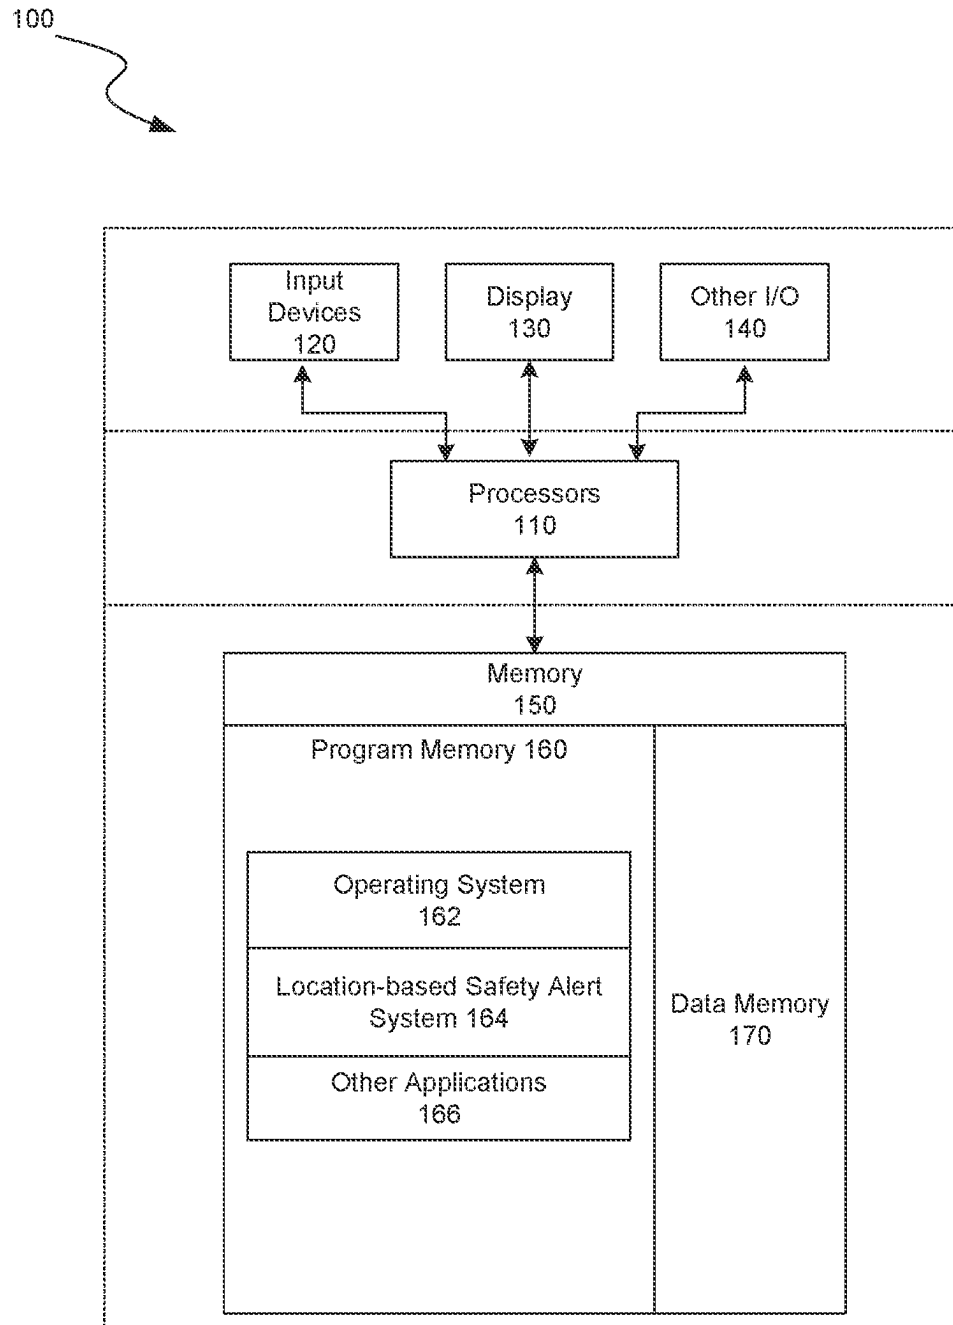 100
Input
Devices
120
Display
130
Other I/O
140
Processors
110
Memory
150
Program Memory 160
Operating System
162
Location-based Safety Alert
System 164
Other Applications
166
Data Memory
170